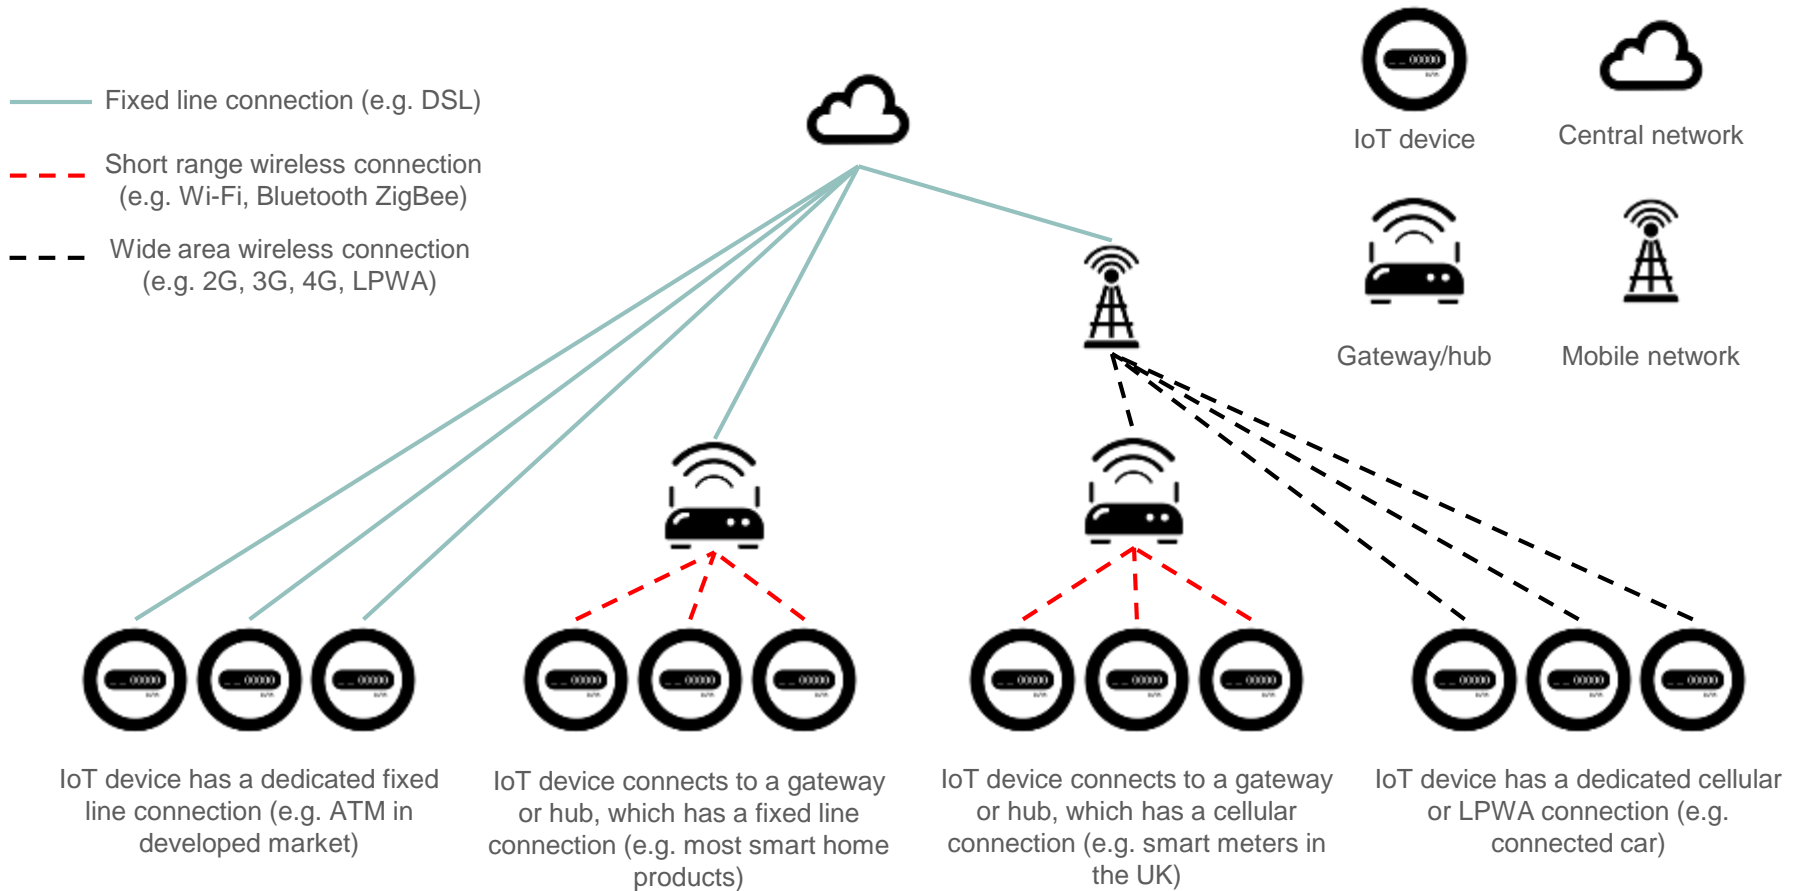 Fixed line connection (e.g. DSL)
Short range wireless connection
(e.g. Wi-Fi, Bluetooth ZigBee)
Wide area wireless connection
(e.g. 2G, 3G, 4G, LPWA)
IoT device
Central network
Gateway/hub
Mobile network
IoT device has a dedicated fixed
line connection (e.g. ATM in
developed market)
IoT device connects to a gateway
or hub, which has a fixed line
connection (e.g. most smart home
products)
IoT device connects to a gateway
or hub, which has a cellular
connection (e.g. smart meters in
the UK)
IoT device has a dedicated cellular
or LPWA connection (e.g.
connected car)